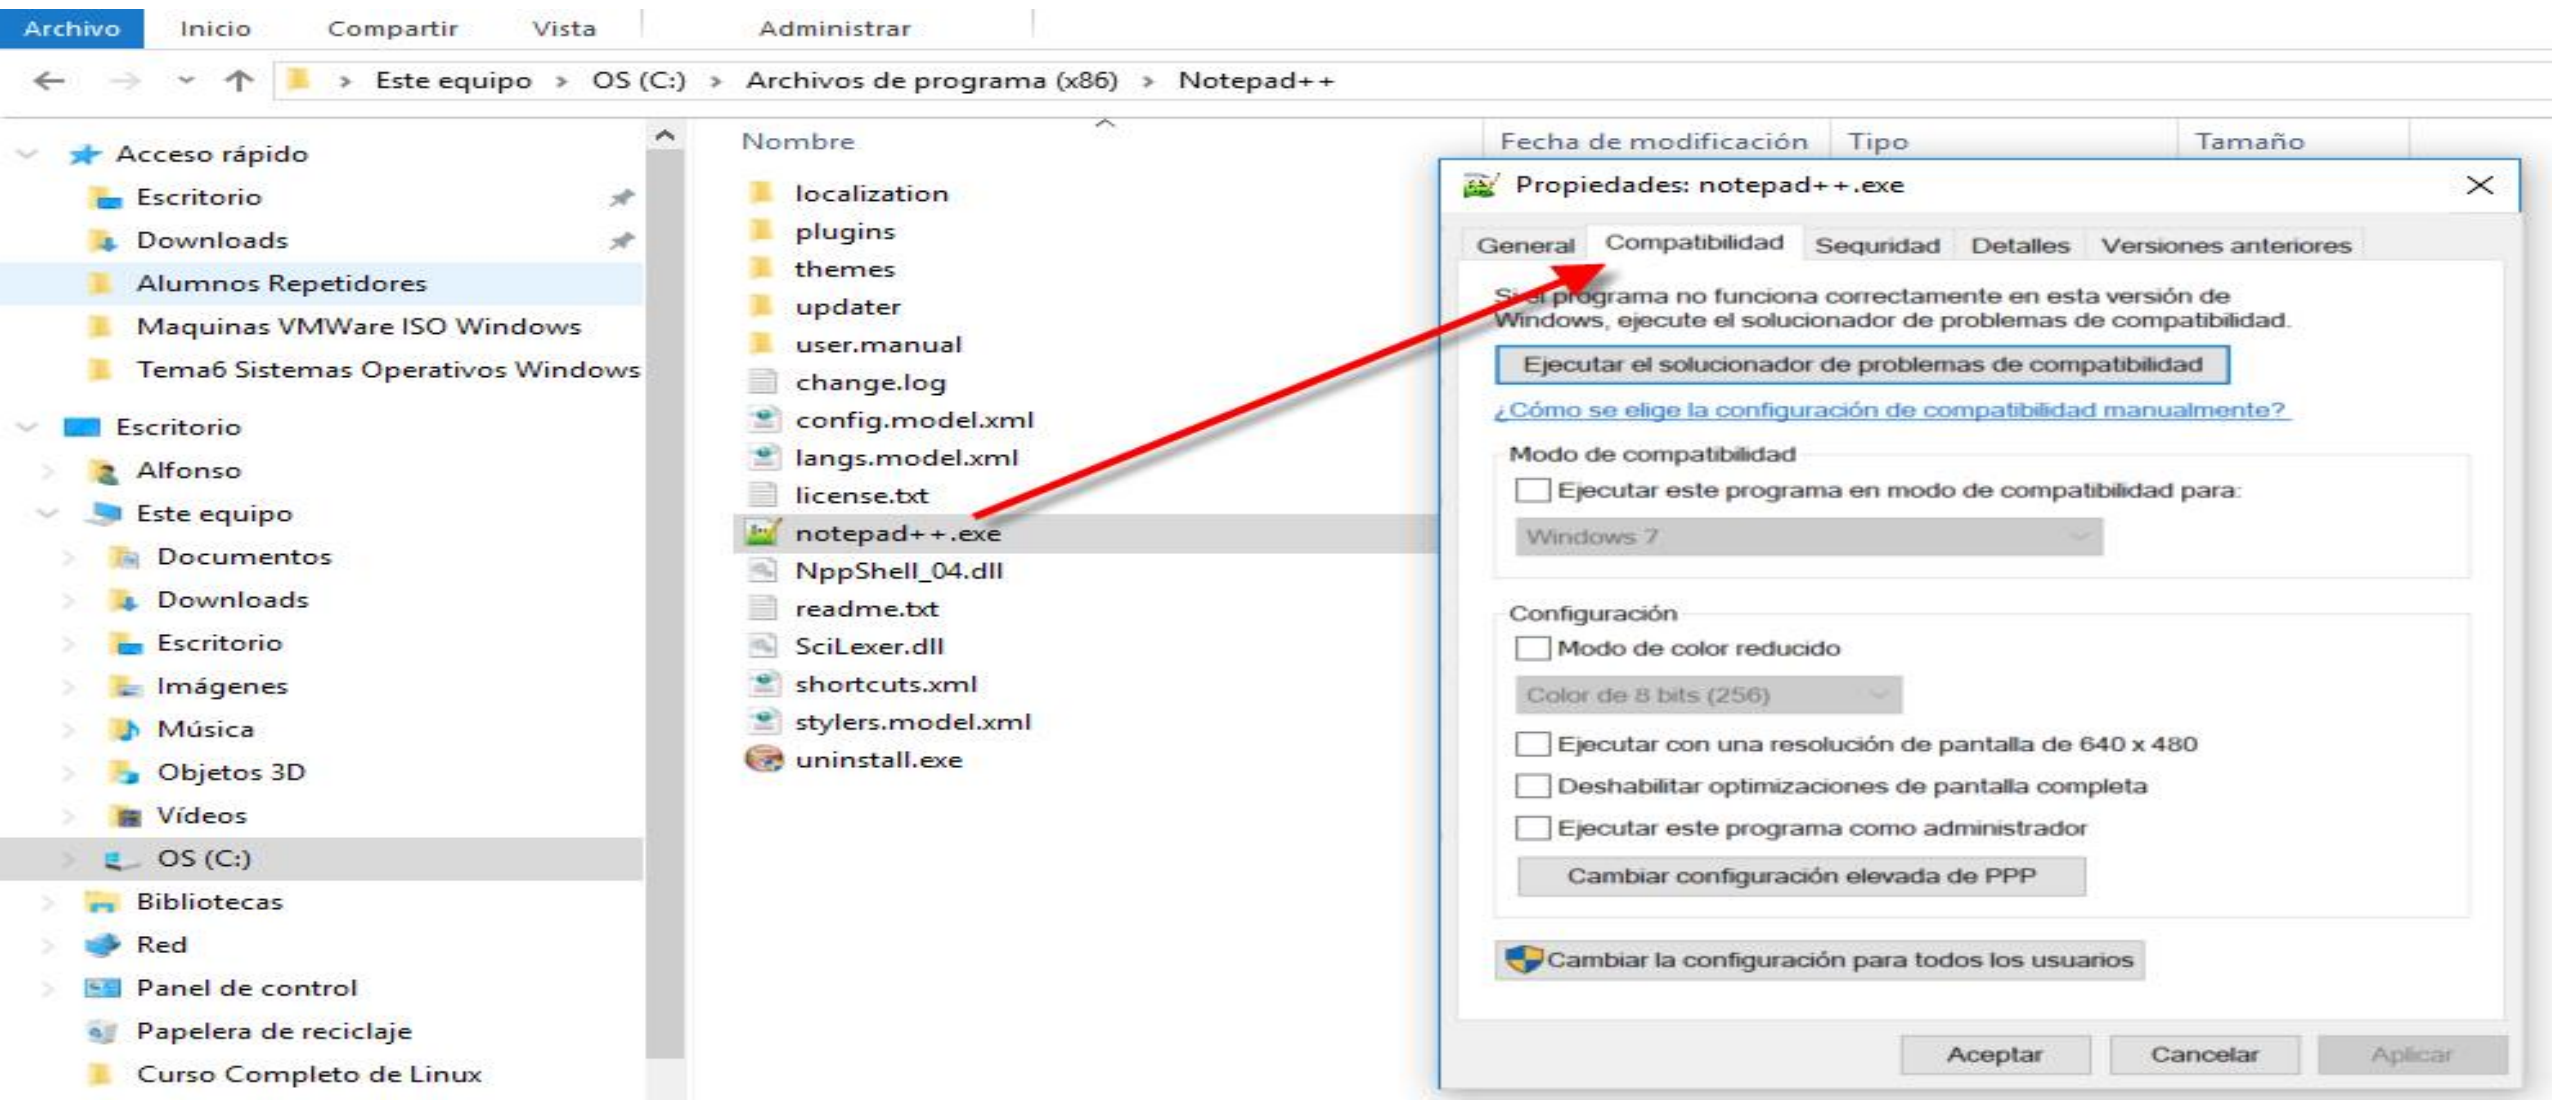 Archivo Inicio Compartir Vista Administrar
Este equipo > OS (C:) > Archivos de programa (x86) > Notepad++
Acceso rápido
Escritorio
Downloads
Alumnos Repetidores
Maquinas VMWare ISO Windows
Tema6 Sistemas Operativos Windows
Escritorio
Alfonso
Este equipo
Documentos
Downloads
Escritorio
Imágenes
Música
Objetos 3D
Vídeos
OS (C:)
Bibliotecas
Red
Panel de control
Papelera de reciclaje
Curso Completo de Linux
Nombre Fecha de modificación Tipo Tamaño
localization
plugins
themes
updater
user.manual
change.log
config.model.xml
langs.model.xml
license.txt
notepad++.exe
NppShell_04.dll
readme.txt
SciLexer.dll
shortcuts.xml
stylers.model.xml
uninstall.exe
Propiedades: notepad++.exe
General Compatibilidad Seguridad Detalles Versiones anteriores
Si el programa no funciona correctamente en esta versión de
Windows, ejecute el solucionador de problemas de compatibilidad.
Ejecutar el solucionador de problemas de compatibilidad
¿Cómo se elige la configuración de compatibilidad manualmente?
Modo de compatibilidad
Ejecutar este programa en modo de compatibilidad para:
Windows 7
Configuración
Modo de color reducido
Color de 8 bits (256)
Ejecutar con una resolución de pantalla de 640 x 480
Deshabilitar optimizaciones de pantalla completa
Ejecutar este programa como administrador
Cambiar configuración elevada de PPP
Cambiar la configuración para todos los usuarios
Aceptar Cancelar Aplicar